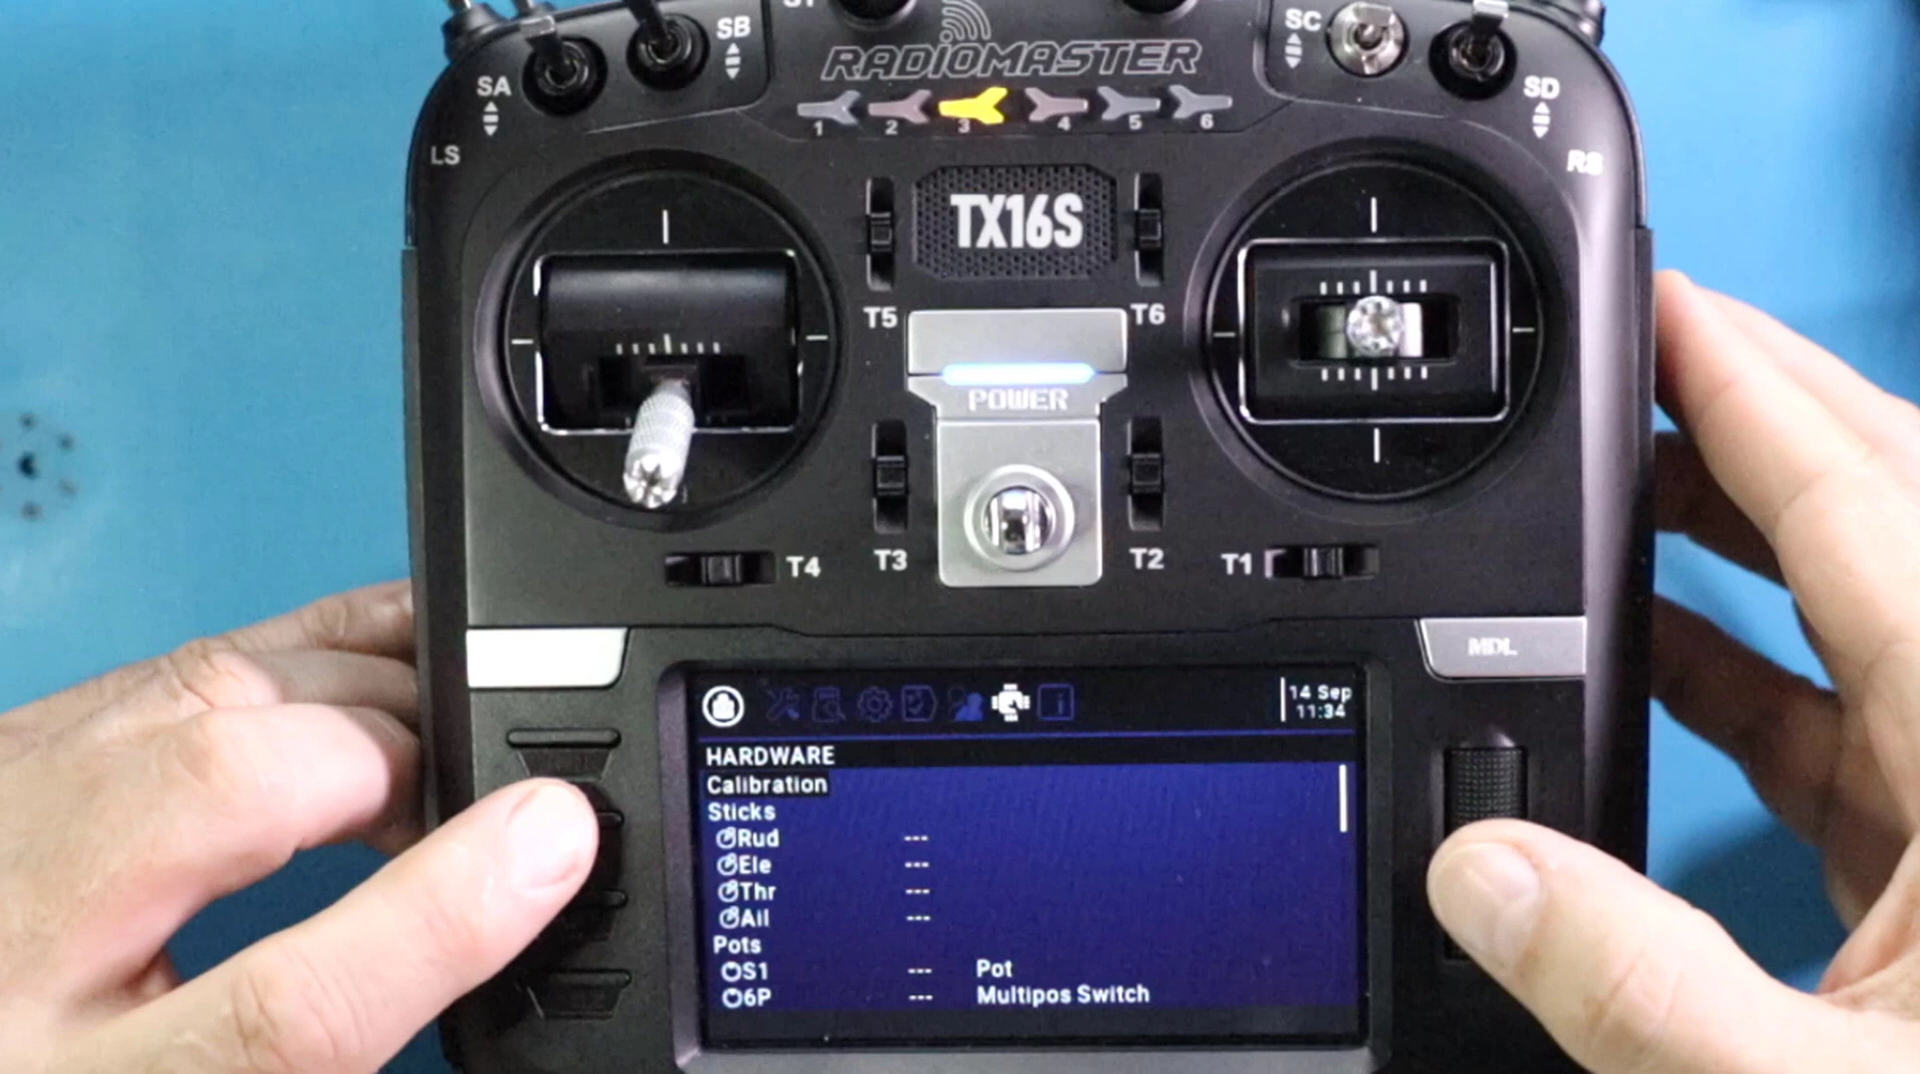 SB
SC
RADIOMASTER
SA
SD
1 2 3 4 5 6
LS
RS
TX16S
T5
T6
POWER
T4
T3
T2
T1
MDL
14 Sep
11:34
HARDWARE
Calibration
Sticks
Rud ---
Ele ---
Thr ---
Ail ---
Pots
S1 --- Pot
6P --- Multipos Switch